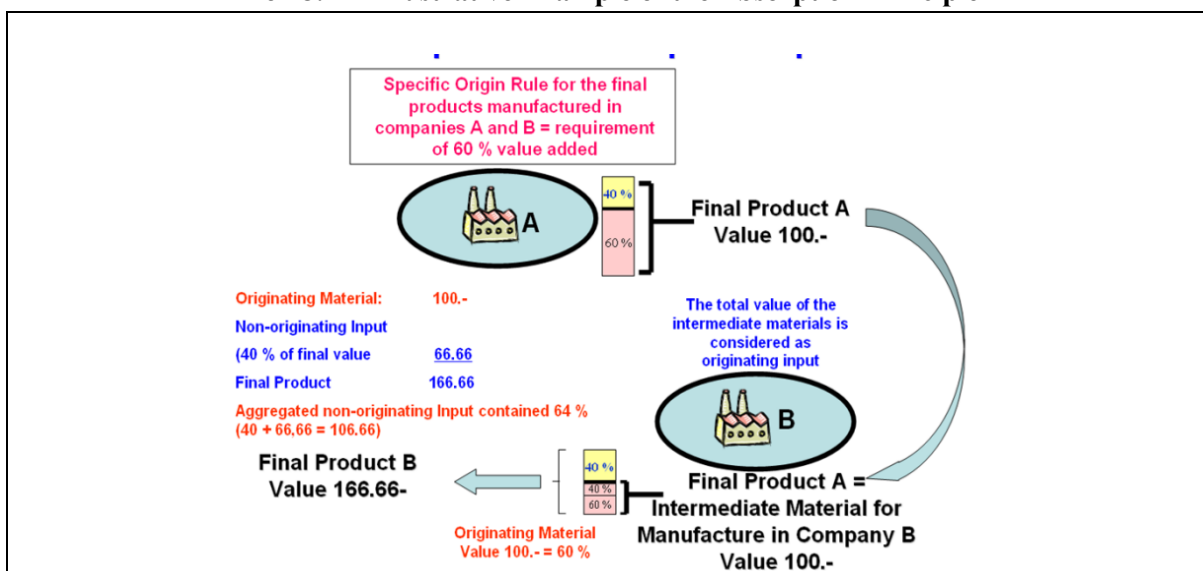 Specific Origin Rule for the final
products manufactured in
companies A and B = requirement
of 60 % value added
A
40 %
60 %
Final Product A
Value 100.-
Originating Material: 100.-
Non-originating Input
(40 % of final value 66.66
Final Product 166.66
Aggregated non-originating Input contained 64 %
(40 + 66,66 = 106.66)
The total value of the
intermediate materials is
considered as
originating input
B
Final Product B
Value 166.66-
40 %
40 %
60 %
Originating Material
Value 100.- = 60 %
Final Product A =
Intermediate Material for
Manufacture in Company B
Value 100.-